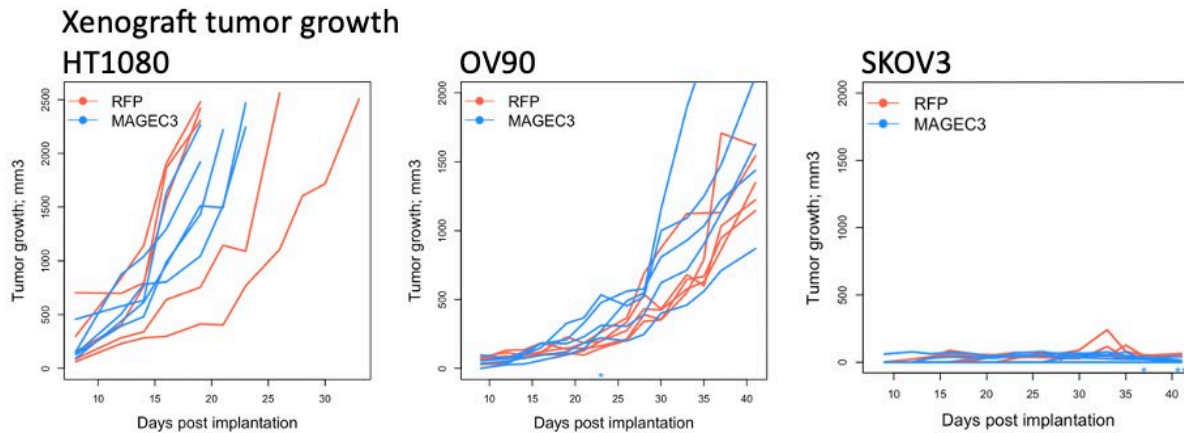 Xenograft tumor growth
HT1080
OV90
SKOV3
RFP
MAGEC3
Tumor growth; mm3
2500
2000
1500
1000
500
0
10
15
20
25
30
Days post implantation
RFP
MAGEC3
Tumor growth; mm3
2000
1500
1000
500
0
*
10
15
20
25
30
35
40
Days post implantation
RFP
MAGEC3
Tumor growth; mm3
2000
1500
1000
500
0
*
**
10
15
20
25
30
35
40
Days post implantation